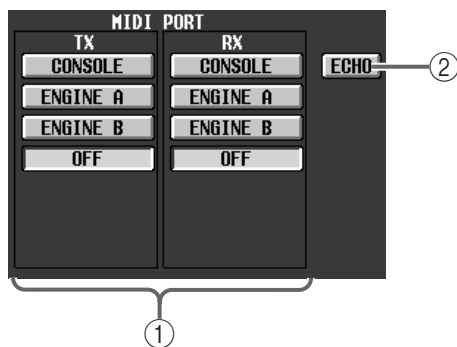 MIDI PORT
TX RX
CONSOLE CONSOLE ECHO ②
ENGINE A ENGINE A
ENGINE B ENGINE B
OFF OFF
①